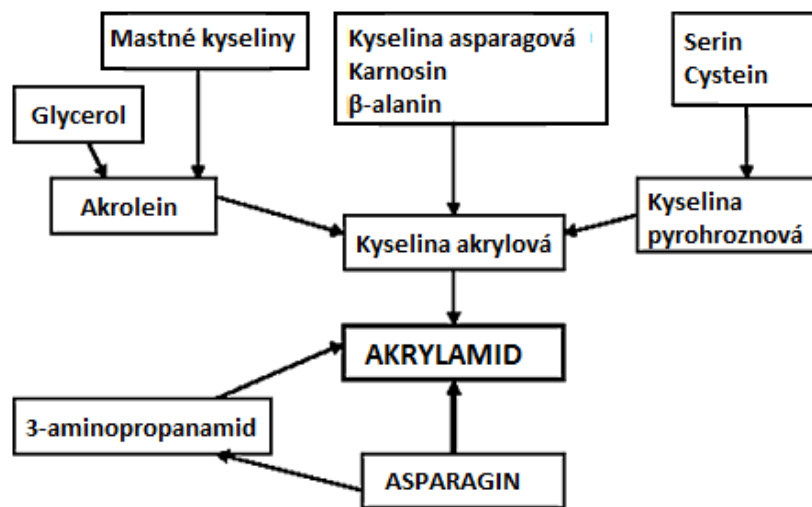 Mastné kyseliny
Kyselina asparagová
Karnosin
β-alanin
Serin
Cystein
Glycerol
Akrolein
Kyselina akrylová
Kyselina
pyrohroznová
AKRYLAMID
3-aminopropanamid
ASPARAGIN